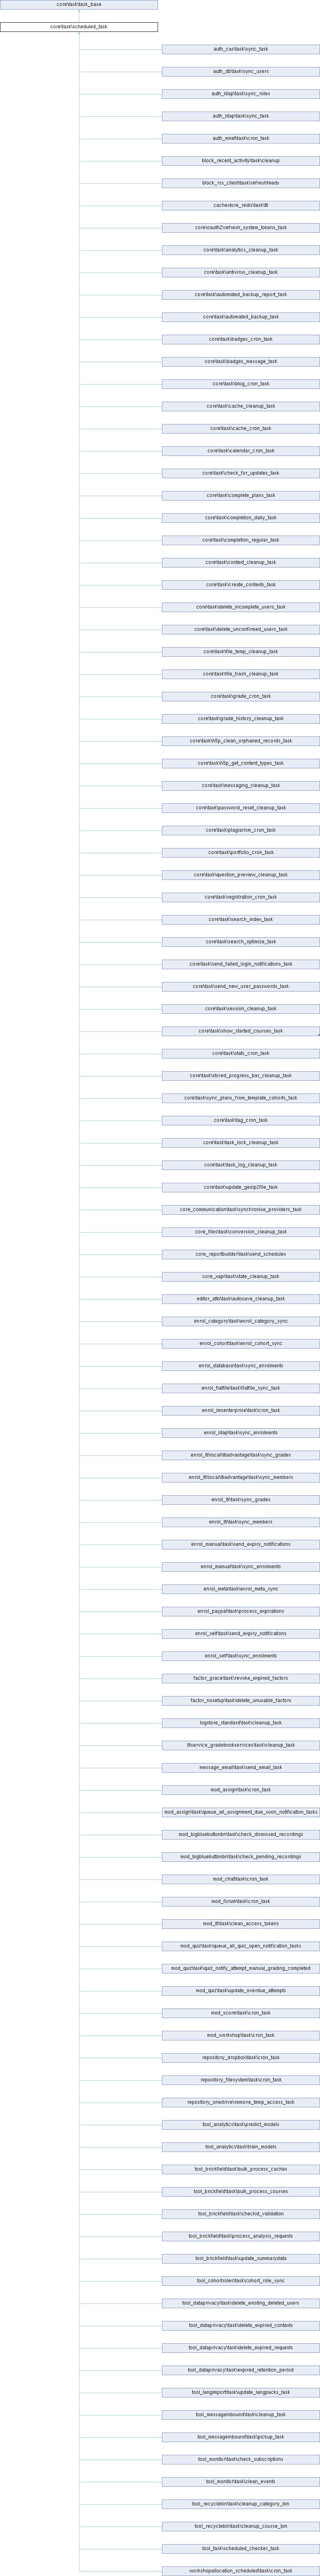 core\task\task_base
core\task\scheduled_task
auth_cas\task\sync_task
auth_db\task\sync_users
auth_ldap\task\sync_roles
auth_ldap\task\sync_task
auth_mnet\task\cron_task
block_recent_activity\task\cleanup
block_rss_client\task\refreshfeeds
cachestore_redis\task\ttl
core\oauth2\refresh_system_tokens_task
core\task\analytics_cleanup_task
core\task\antivirus_cleanup_task
core\task\automated_backup_report_task
core\task\automated_backup_task
core\task\badges_cron_task
core\task\badges_message_task
core\task\blog_cron_task
core\task\cache_cleanup_task
core\task\cache_cron_task
core\task\calendar_cron_task
core\task\check_for_updates_task
core\task\complete_plans_task
core\task\completion_daily_task
core\task\completion_regular_task
core\task\context_cleanup_task
core\task\create_contexts_task
core\task\delete_incomplete_users_task
core\task\delete_unconfirmed_users_task
core\task\file_temp_cleanup_task
core\task\file_trash_cleanup_task
core\task\grade_cron_task
core\task\grade_history_cleanup_task
core\task\h5p_clean_orphaned_records_task
core\task\h5p_get_content_types_task
core\task\messaging_cleanup_task
core\task\password_reset_cleanup_task
core\task\plagiarism_cron_task
core\task\portfolio_cron_task
core\task\question_preview_cleanup_task
core\task\registration_cron_task
core\task\search_index_task
core\task\search_optimize_task
core\task\send_failed_login_notifications_task
core\task\send_new_user_passwords_task
core\task\session_cleanup_task
core\task\show_started_courses_task
core\task\stats_cron_task
core\task\stored_progress_bar_cleanup_task
core\task\sync_plans_from_template_cohorts_task
core\task\tag_cron_task
core\task\task_lock_cleanup_task
core\task\task_log_cleanup_task
core\task\update_geoip2file_task
core_communication\task\synchronise_providers_task
core_files\task\conversion_cleanup_task
core_reportbuilder\task\send_schedules
core_xapi\task\state_cleanup_task
editor_atto\task\autosave_cleanup_task
enrol_category\task\enrol_category_sync
enrol_cohort\task\enrol_cohort_sync
enrol_database\task\sync_enrolments
enrol_flatfile\task\flatfile_sync_task
enrol_imsenterprise\task\cron_task
enrol_ldap\task\sync_enrolments
enrol_lti\local\ltiadvantage\task\sync_grades
enrol_lti\local\ltiadvantage\task\sync_members
enrol_lti\task\sync_grades
enrol_lti\task\sync_members
enrol_manual\task\send_expiry_notifications
enrol_manual\task\sync_enrolments
enrol_meta\task\enrol_meta_sync
enrol_paypal\task\process_expirations
enrol_self\task\send_expiry_notifications
enrol_self\task\sync_enrolments
factor_grace\task\revoke_expired_factors
factor_nosetup\task\delete_unusable_factors
logstore_standard\task\cleanup_task
ltiservice_gradebookservices\task\cleanup_task
message_email\task\send_email_task
mod_assign\task\cron_task
mod_assign\task\queue_all_assignment_due_soon_notification_tasks
mod_bigbluebuttonbn\task\check_dismissed_recordings
mod_bigbluebuttonbn\task\check_pending_recordings
mod_chat\task\cron_task
mod_forum\task\cron_task
mod_lti\task\clean_access_tokens
mod_quiz\task\queue_all_quiz_open_notification_tasks
mod_quiz\task\quiz_notify_attempt_manual_grading_completed
mod_quiz\task\update_overdue_attempts
mod_scorm\task\cron_task
mod_workshop\task\cron_task
repository_dropbox\task\cron_task
repository_filesystem\task\cron_task
repository_onedrive\remove_temp_access_task
tool_analytics\task\predict_models
tool_analytics\task\train_models
tool_brickfield\task\bulk_process_caches
tool_brickfield\task\bulk_process_courses
tool_brickfield\task\checkid_validation
tool_brickfield\task\process_analysis_requests
tool_brickfield\task\update_summarydata
tool_cohortroles\task\cohort_role_sync
tool_dataprivacy\task\delete_existing_deleted_users
tool_dataprivacy\task\delete_expired_contexts
tool_dataprivacy\task\delete_expired_requests
tool_dataprivacy\task\expired_retention_period
tool_langimport\task\update_langpacks_task
tool_messageinbound\task\cleanup_task
tool_messageinbound\task\pickup_task
tool_monitor\task\check_subscriptions
tool_monitor\task\clean_events
tool_recyclebin\task\cleanup_category_bin
tool_recyclebin\task\cleanup_course_bin
tool_task\scheduled_checker_task
workshopallocation_scheduled\task\cron_task